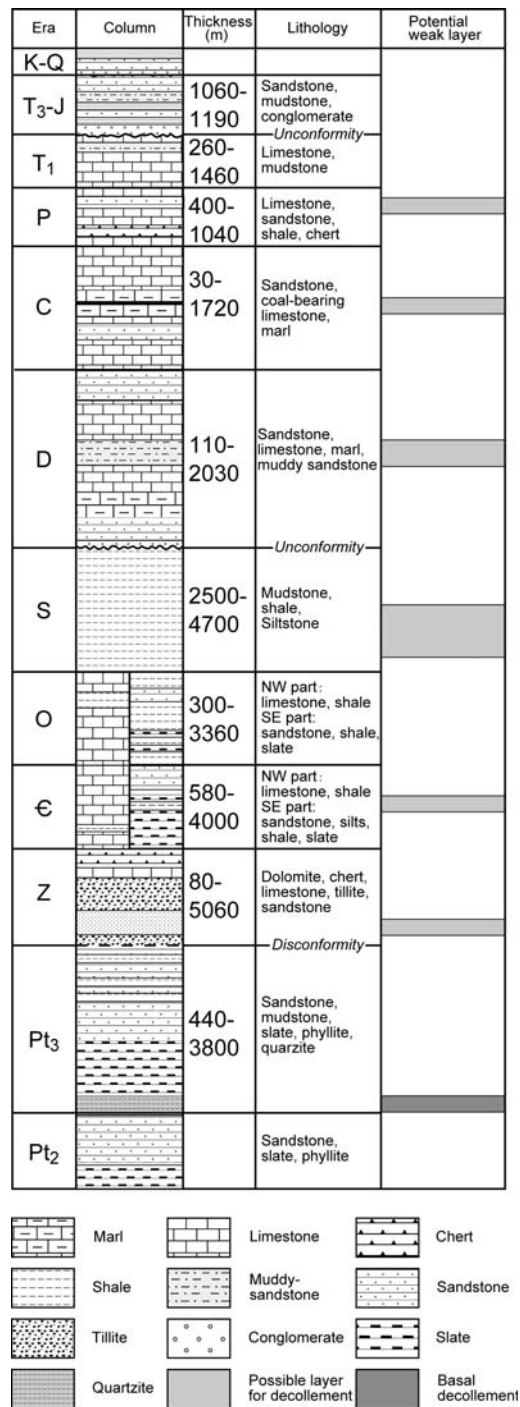 Era Column Thickness (m) Lithology Potential weak layer
K-Q
T3-J 1060-1190 Sandstone, mudstone, conglomerate
Unconformity
T1 260-1460 Limestone, mudstone
P 400-1040 Limestone, sandstone, shale, chert
C 30-1720 Sandstone, coal-bearing limestone, marl
D 110-2030 Sandstone, limestone, marl, muddy sandstone
Unconformity
S 2500-4700 Mudstone, shale, Siltstone
O 300-3360 NW part: limestone, shale SE part: sandstone, shale, slate
Є 580-4000 NW part: limestone, shale SE part: sandstone, silts, shale, slate
Z 80-5060 Dolomite, chert, limestone, tillite, sandstone
Disconformity
Pt3 440-3800 Sandstone, mudstone, slate, phyllite, quarzite
Pt2 Sandstone, slate, phyllite
Marl Limestone Chert
Shale Muddy-sandstone Sandstone
Tillite Conglomerate Slate
Quartzite Possible layer for decollement Basal decollement